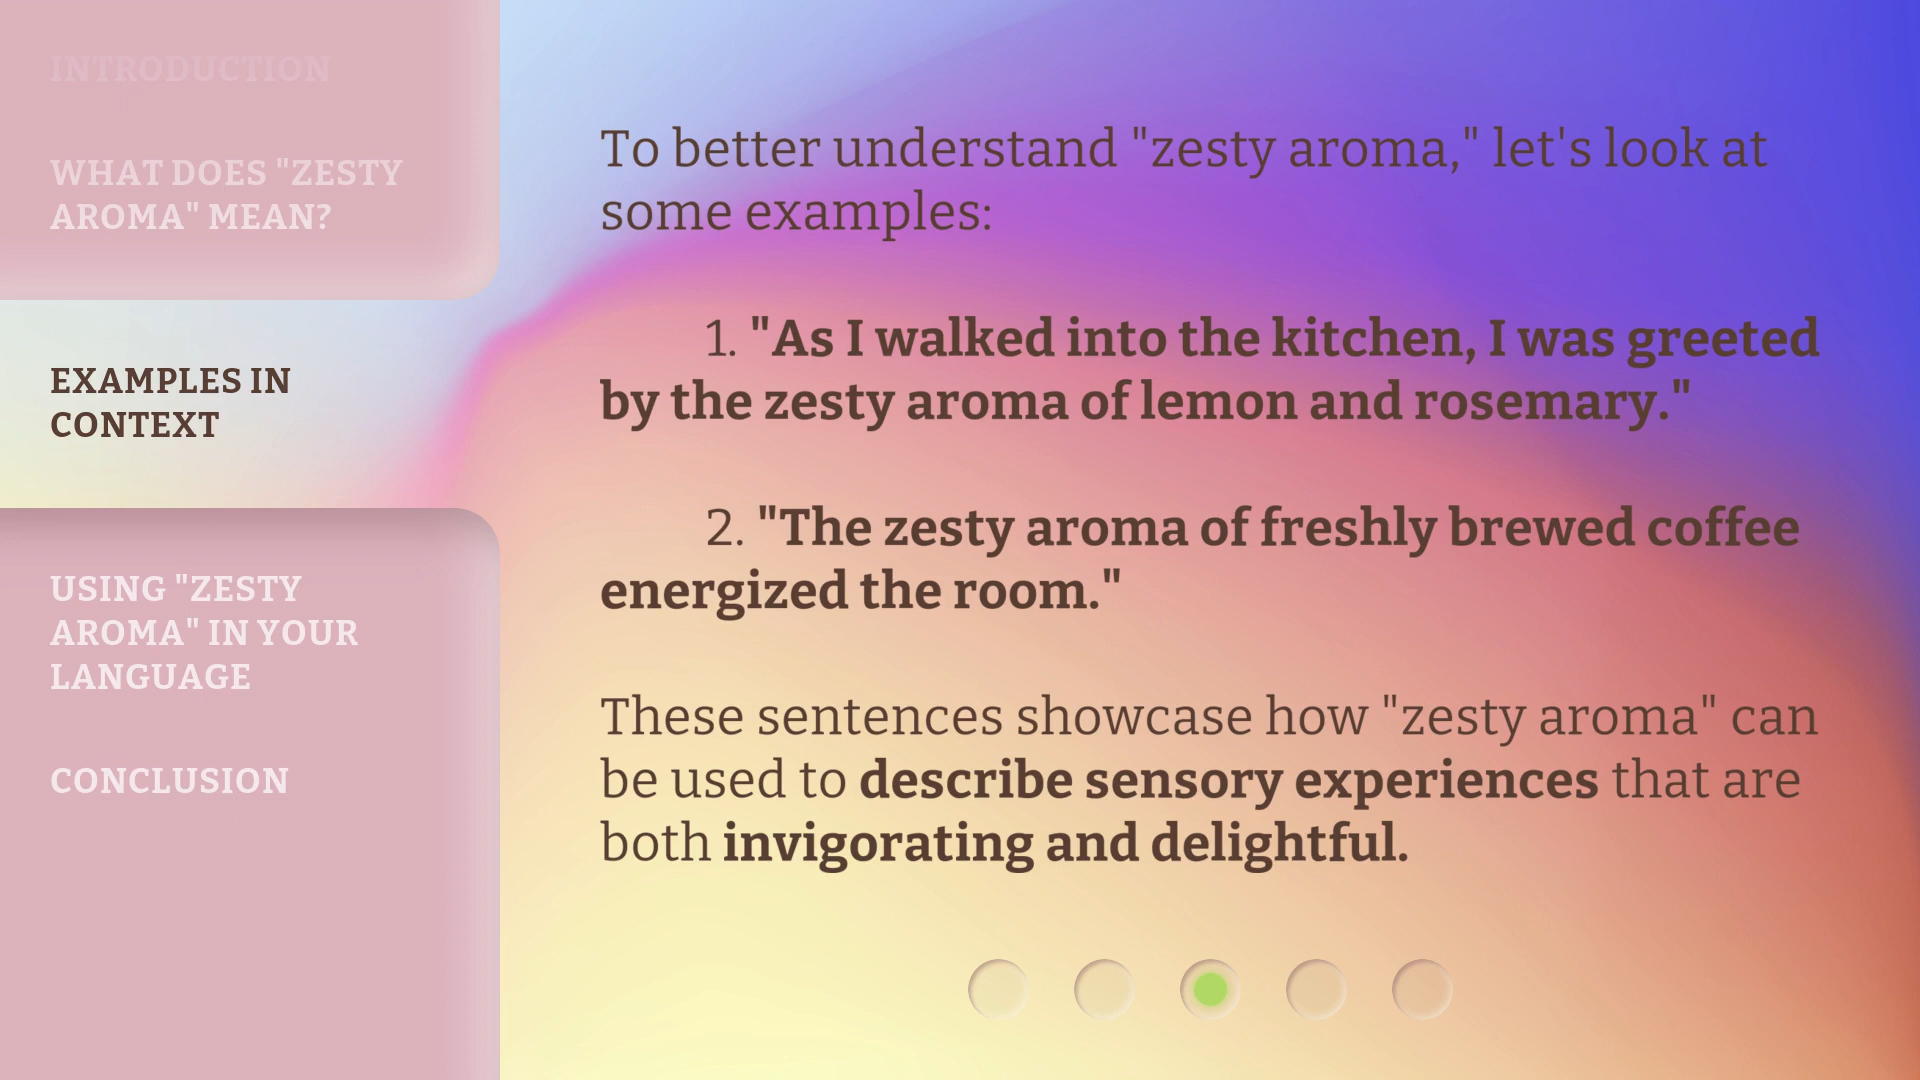 INTRODUCTION
WHAT DOES "ZESTY
AROMA" MEAN?
EXAMPLES IN
CONTEXT
USING "ZESTY
AROMA" IN YOUR
LANGUAGE
CONCLUSION
To better understand "zesty aroma," let's look at
some examples:
1. "As I walked into the kitchen, I was greeted
by the zesty aroma of lemon and rosemary."
2. "The zesty aroma of freshly brewed coffee
energized the room."
These sentences showcase how "zesty aroma" can
be used to describe sensory experiences that are
both invigorating and delightful.